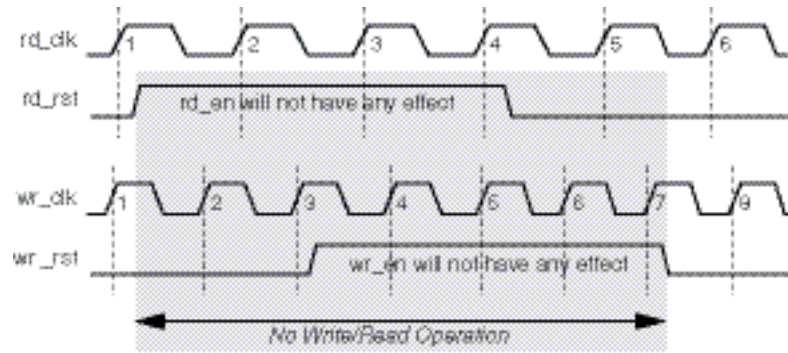 rd_clk 1 2 3 4 5 6
rd_rst rd_en will not have any effect
wr_clk 1 2 3 4 5 6 7 9
wr_rst wr_en will not have any effect
No Write/Read Operation